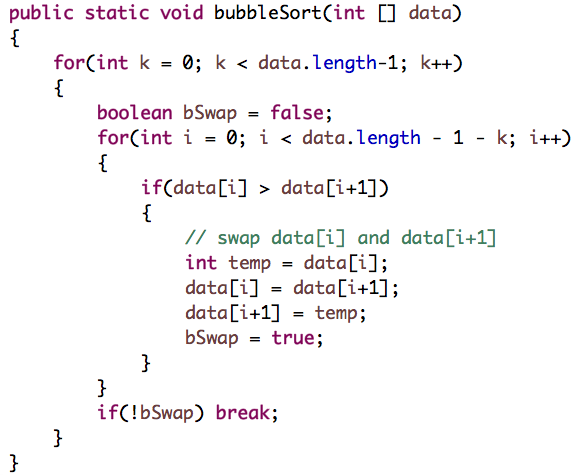 public static void bubbleSort(int [] data)
{
    for(int k = 0; k < data.length-1; k++)
    {
        boolean bSwap = false;
        for(int i = 0; i < data.length - 1 - k; i++)
        {
            if(data[i] > data[i+1])
            {
                // swap data[i] and data[i+1]
                int temp = data[i];
                data[i] = data[i+1];
                data[i+1] = temp;
                bSwap = true;
            }
        }
        if(!bSwap) break;
    }
}